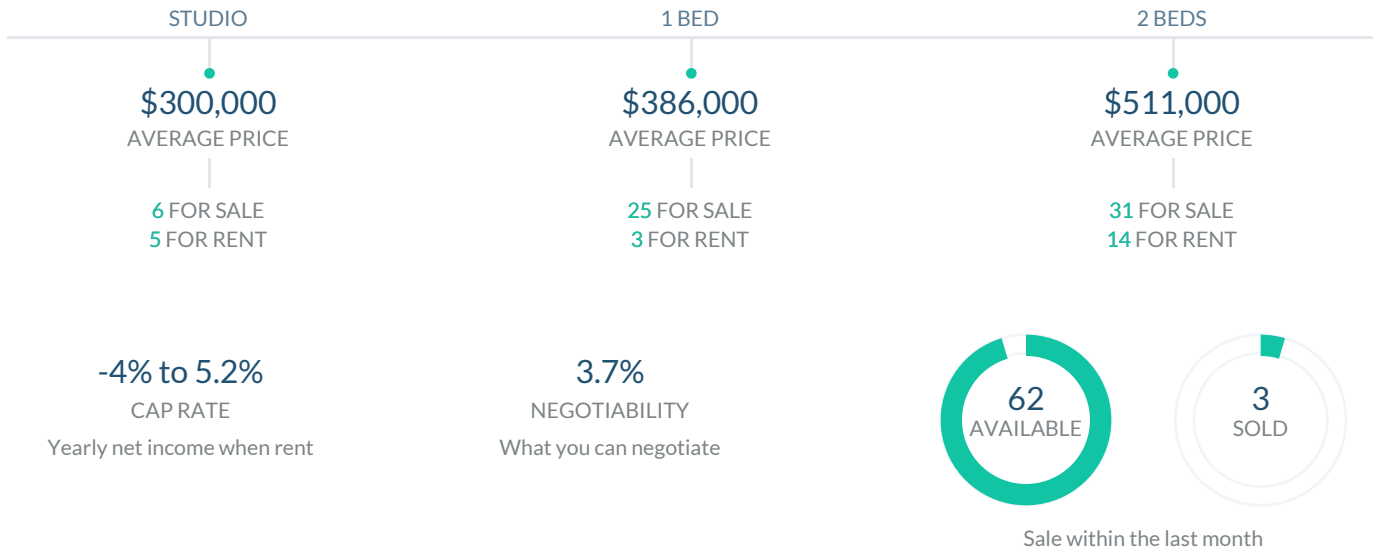 STUDIO
1 BED
2 BEDS
$300,000
AVERAGE PRICE
$386,000
AVERAGE PRICE
$511,000
AVERAGE PRICE
6 FOR SALE
5 FOR RENT
25 FOR SALE
3 FOR RENT
31 FOR SALE
14 FOR RENT
-4% to 5.2%
CAP RATE
Yearly net income when rent
3.7%
NEGOTIABILITY
What you can negotiate
62
AVAILABLE
3
SOLD
Sale within the last month